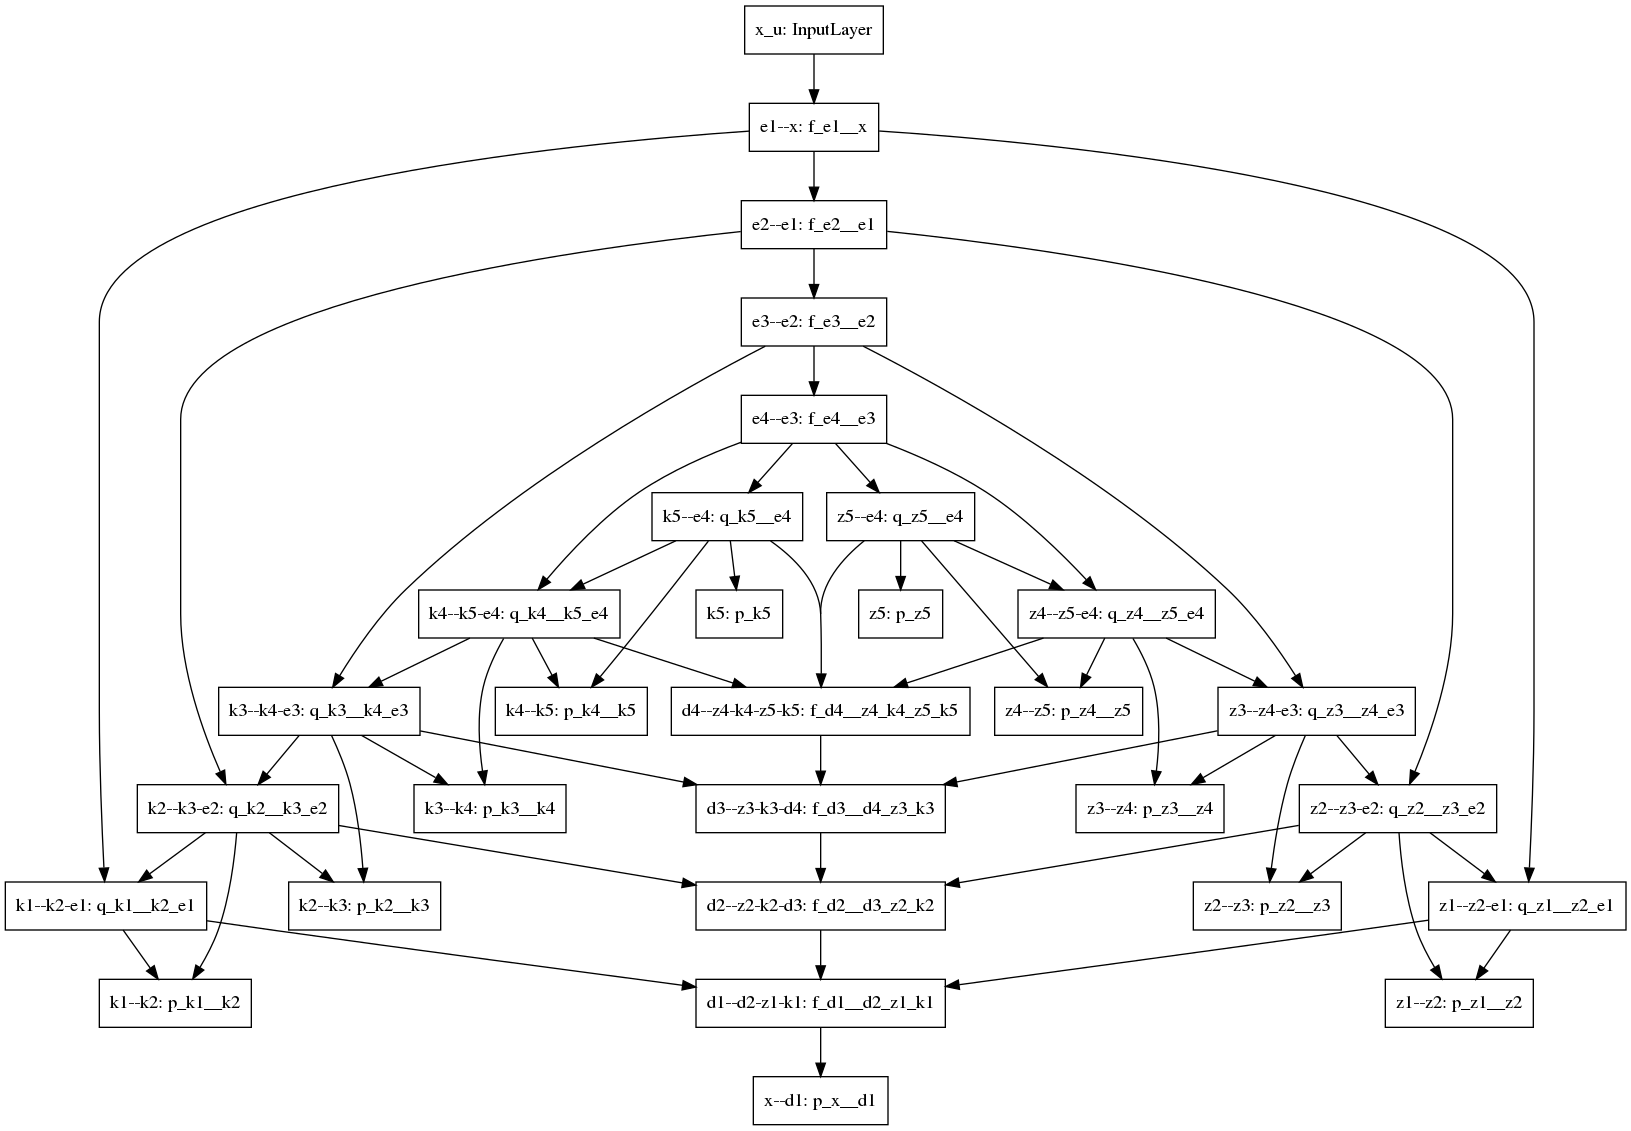 x_u: InputLayer
e1--x: f_e1__x
e2--e1: f_e2__e1
e3--e2: f_e3__e2
e4--e3: f_e4__e3
k5--e4: q_k5__e4
z5--e4: q_z5__e4
k4--k5-e4: q_k4__k5_e4
k5: p_k5
z5: p_z5
z4--z5-e4: q_z4__z5_e4
k3--k4-e3: q_k3__k4_e3
k4--k5: p_k4__k5
d4--z4-k4-z5-k5: f_d4__z4_k4_z5_k5
z4--z5: p_z4__z5
z3--z4-e3: q_z3__z4_e3
k2--k3-e2: q_k2__k3_e2
k3--k4: p_k3__k4
d3--z3-k3-d4: f_d3__d4_z3_k3
z3--z4: p_z3__z4
z2--z3-e2: q_z2__z3_e2
k1--k2-e1: q_k1__k2_e1
k2--k3: p_k2__k3
d2--z2-k2-d3: f_d2__d3_z2_k2
z2--z3: p_z2__z3
z1--z2-e1: q_z1__z2_e1
k1--k2: p_k1__k2
d1--d2-z1-k1: f_d1__d2_z1_k1
z1--z2: p_z1__z2
x--d1: p_x__d1